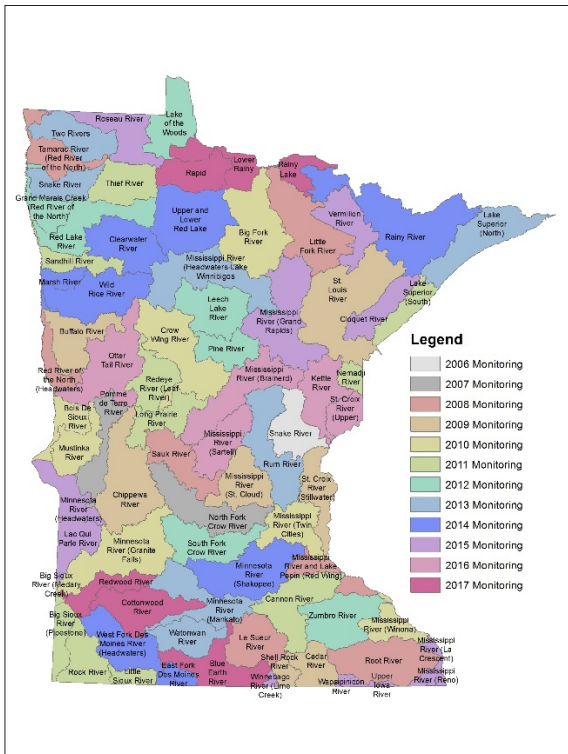 Roseau River
Lake
of the
Woods
Two Rivers
Tamarac River
(Red River
of the North)
Rapid
Lower
Rainy
Rainy
Lake
Snake River
Thief River
Grand Marais Creek
(Red River of
the North)
Upper and
Lower
Red Lake
Big Fork
River
Little
Fork River
Vermilion
River
Rainy River
Lake
Superior
(North)
Red Lake
River
Clearwater
River
Sandhill River
Mississippi River
(Headwaters-Lake
Winnibigos
St.
Louis
River
Marsh River
Wild
Rice River
Leech
Lake
River
Mississippi
River (Grand
Rapids)
Cloquet River
Lake
Superior
(South)
Buffalo River
Crow
Wing River
Otter
Tail River
Pine River
Red River of
the North
(Headwaters)
Redeye
River (Leaf
River)
Mississippi
River (Brainerd)
Kettle
River
Nemadji
River
Pomme
de Terre
River
St. Croix
River
(Upper)
Bois De
Sioux
River
Long Prairie
River
Mustinka
River
Sauk River
Mississippi
River
(Sartell)
Snake River
Rum River
Chippewa
River
Mississippi
River
(St. Cloud)
St. Croix
River
(Stillwater)
Minnesota
River
(Headwaters)
North Fork
Crow River
Lac Qui
Parle River
Minnesota
River (Granite
Falls)
South Fork
Crow River
Mississippi
River (Twin
Cities)
Big Sioux
River (Medary
Creek)
Redwood River
Minnesota
River
(Shakopee)
Mississippi
River and Lake
Pepin (Red Wing)
Cottonwood
River
Minnesota
River
(Mankato)
Cannon River
Big Sioux
River
(Pipestone)
Zumbro River
Mississippi
River (Winona)
West Fork Des
Moines River
(Headwaters)
Watonwan
River
Le Sueur
River
Mississippi
River (La
Crescent)
Rock River
Little
Sioux River
East Fork
Des Moines
River
Blue
Earth River
Shell Rock
River
Cedar
River
Root River
Winnebago
River (Lime
Creek)
Wapsipinicon
River
Upper
Iowa
River
Mississippi
River (Reno)
Legend
2006 Monitoring
2007 Monitoring
2008 Monitoring
2009 Monitoring
2010 Monitoring
2011 Monitoring
2012 Monitoring
2013 Monitoring
2014 Monitoring
2015 Monitoring
2016 Monitoring
2017 Monitoring